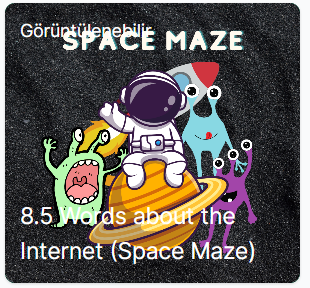 Görüntülenebilir
SPACE MAZE
8.5 Words about the
Internet (Space Maze)